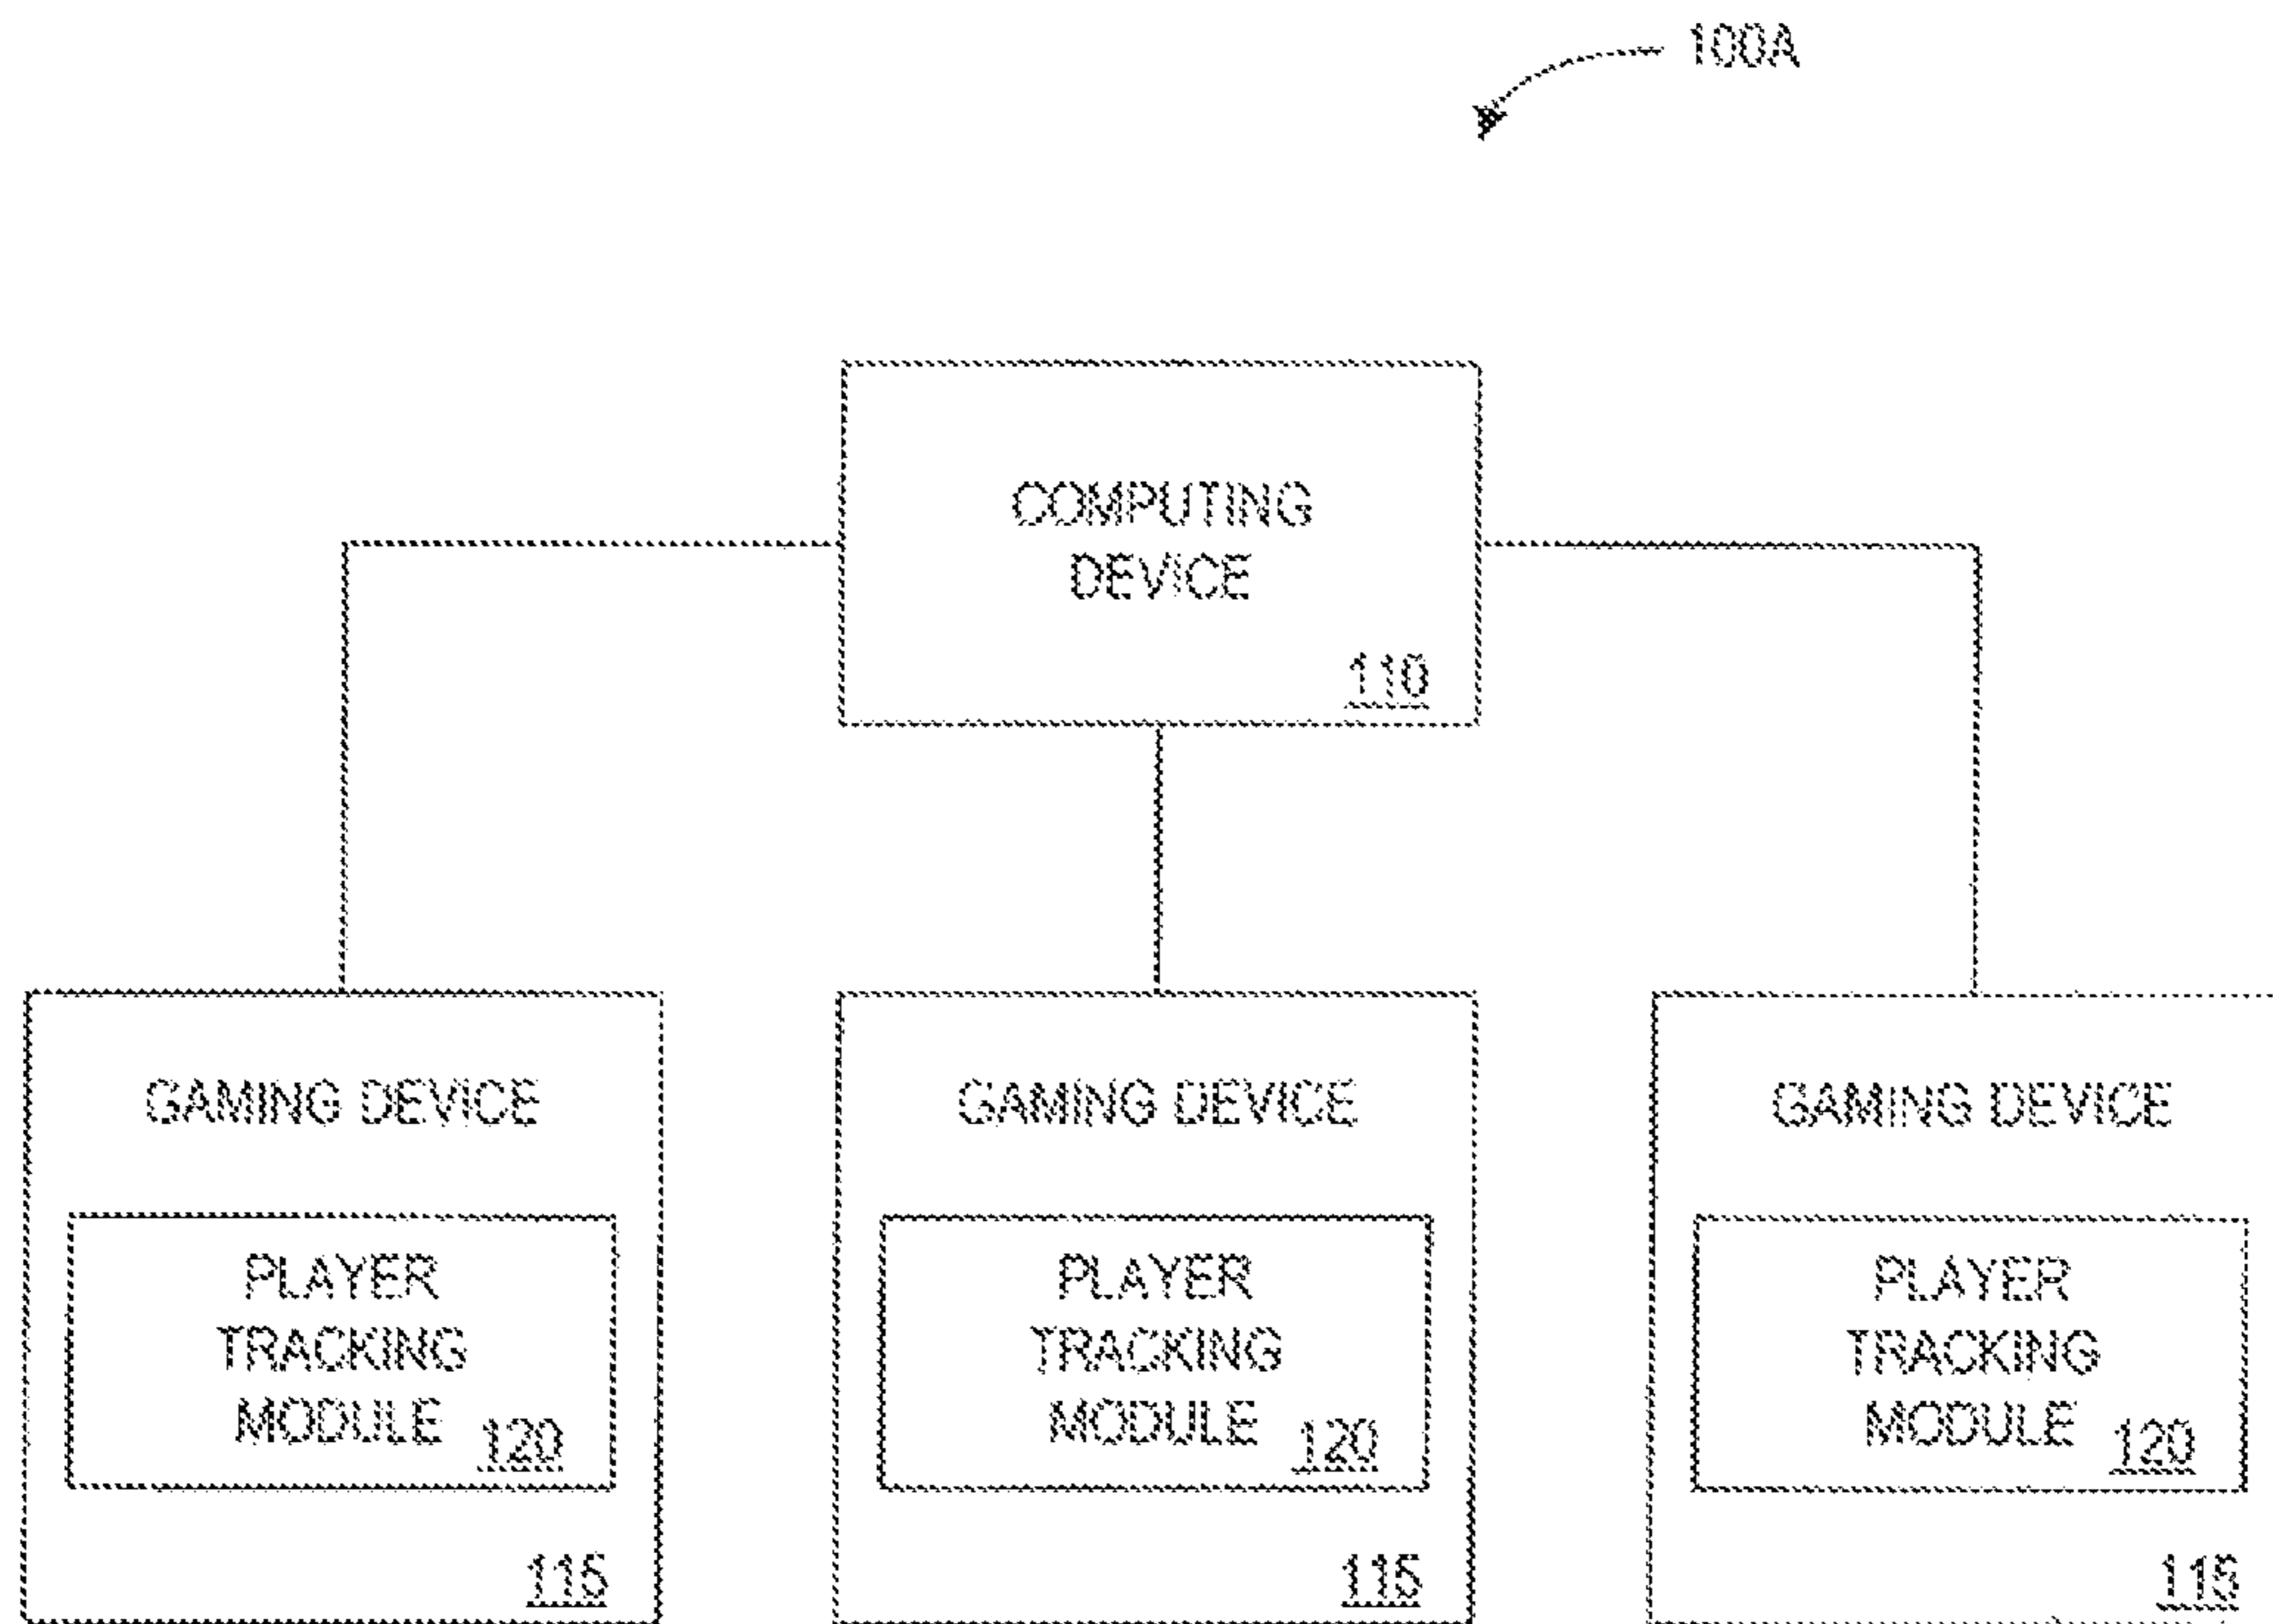 100A
COMPUTING
DEVICE
110
GAMING DEVICE
PLAYER
TRACKING
MODULE 120
115
GAMING DEVICE
PLAYER
TRACKING
MODULE 120
115
GAMING DEVICE
PLAYER
TRACKING
MODULE 120
115